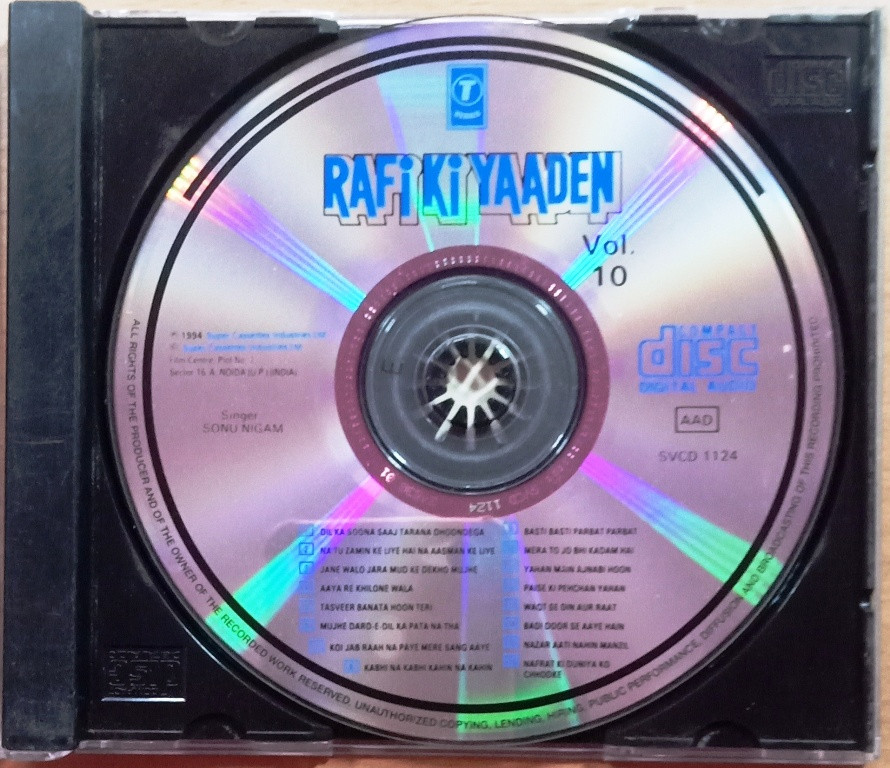 T
SERIES
RAFi Ki YAADEN
Vol.
10
℗ 1994 Super Cassettes Industries Ltd
© Super Cassettes Industries Ltd
Film Centre, Plot No.
Sector 16 A NOIDA (U.P.) (INDIA)
Singer
SONU NIGAM
COMPACT
disc
DIGITAL AUDIO
AAD
SVCD 1124
DIL KA SOONA SAAJ TARANA DHOONDEGA
NA TU ZAMIN KE LIYE HAI NA AASMAN KE LIYE
JANE WALO JARA MUD KE DEKHO MUJHE
AAYA RE KHILONE WALA
TASVEER BANATA HOON TERI
MUJHE DARD-E-DIL KA PATA NA THA
KOI JAB RAAH NA PAYE MERE SANG AAYE
KABHI NA KABHI KAHIN NA KAHIN
BASTI BASTI PARBAT PARBAT
MERA TO JO BHI KADAM HAI
YAHAN MAIN AJNABI HOON
PAISE KI PEHCHAN YAHAN
WAQT SE DIN AUR RAAT
BADI DOOR SE AAYE HAIN
NAZAR AATI NAHIN MANZIL
NAFRAT KI DUNIYA KO
CHHODKE
ALL RIGHTS OF THE PRODUCER AND OF THE OWNER OF THE RECORDED WORK RESERVED. UNAUTHORIZED COPYING, LENDING, HIRING, PUBLIC PERFORMANCE, DIFFUSION AND BROADCASTING OF THIS RECORDING PROHIBITED
SVCD 1124
disc